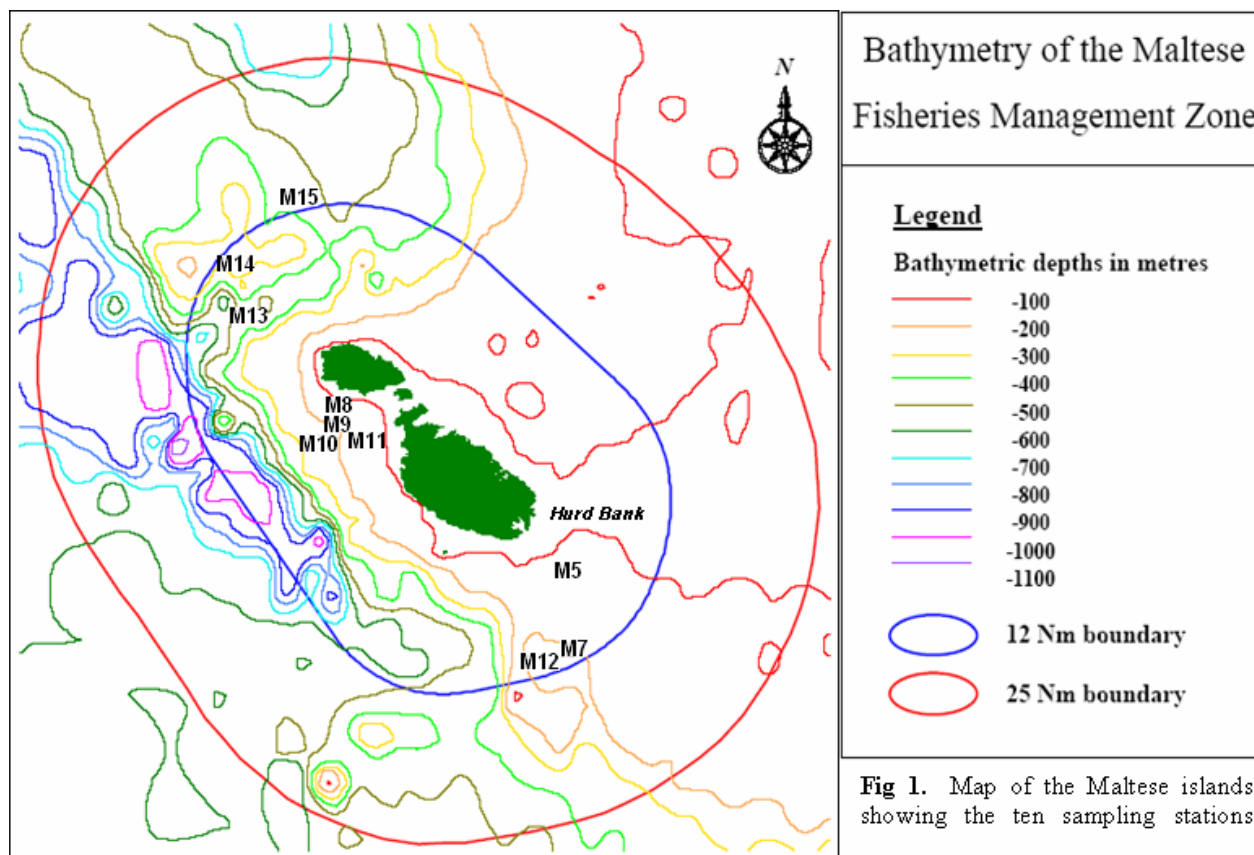 N
M15
M14
M13
M8
M9
M10
M11
Hurd Bank
M5
M7
M12
Bathymetry of the Maltese
Fisheries Management Zone
Legend
Bathymetric depths in metres
-100
-200
-300
-400
-500
-600
-700
-800
-900
-1000
-1100
12 Nm boundary
25 Nm boundary
Fig 1. Map of the Maltese islands
showing the ten sampling stations